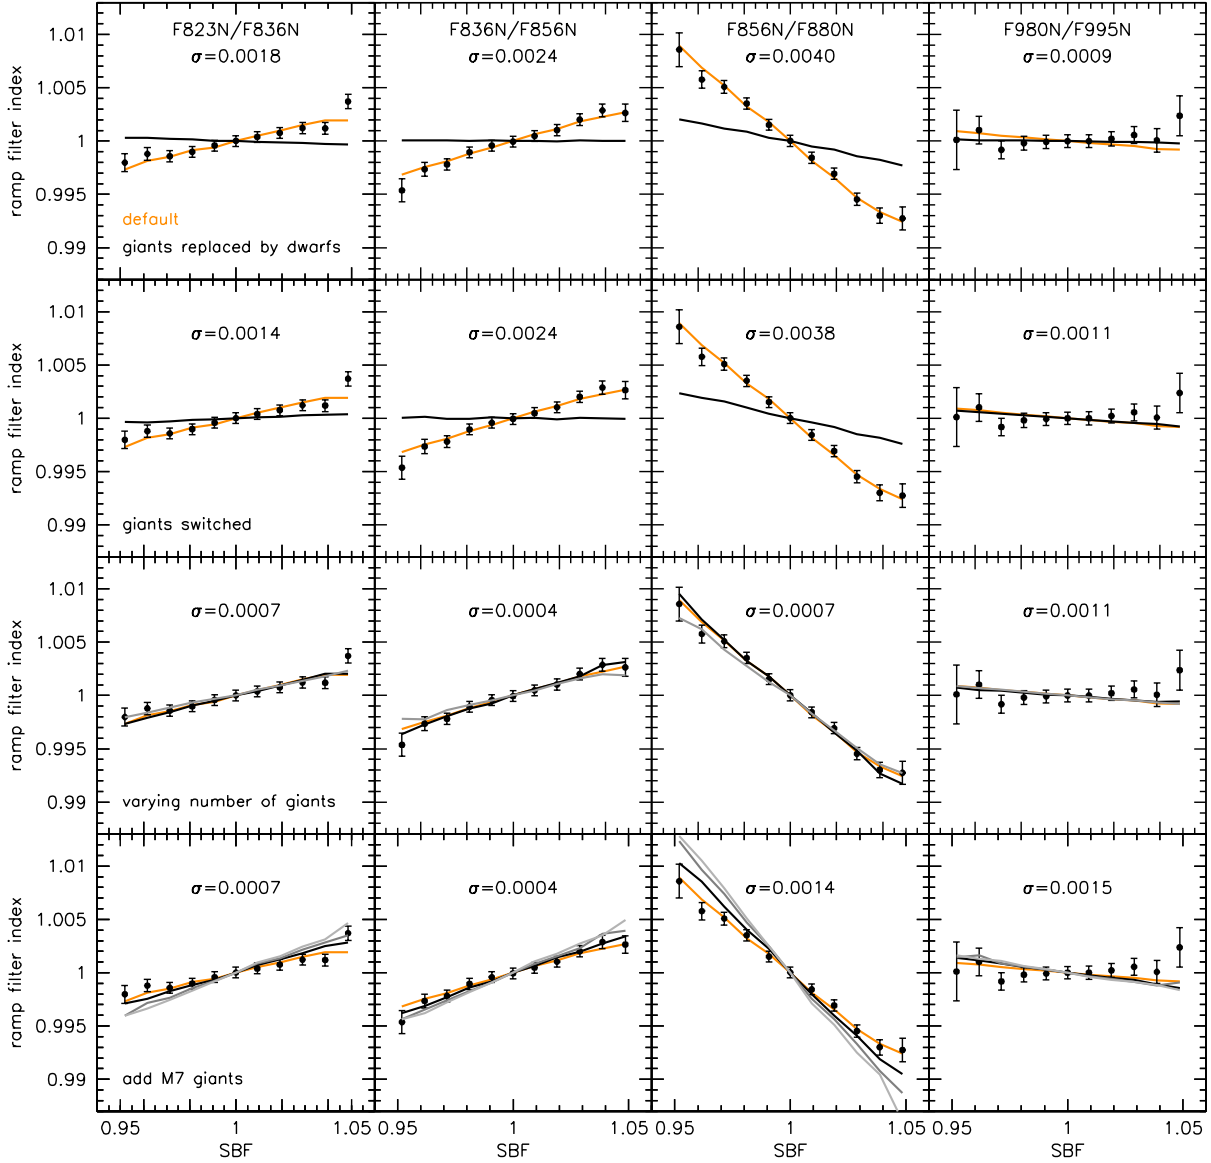 F823N/F836N F836N/F856N F856N/F880N F980N/F995N
σ=0.0018 σ=0.0024 σ=0.0040 σ=0.0009
ramp filter index
1.01
1.005
1
0.995
0.99
default
giants replaced by dwarfs
σ=0.0014 σ=0.0024 σ=0.0038 σ=0.0011
ramp filter index
1.01
1.005
1
0.995
0.99
giants switched
σ=0.0007 σ=0.0004 σ=0.0007 σ=0.0011
ramp filter index
1.01
1.005
1
0.995
0.99
varying number of giants
σ=0.0007 σ=0.0004 σ=0.0014 σ=0.0015
ramp filter index
1.01
1.005
1
0.995
0.99
add M7 giants
0.95 1 1.05 0.95 1 1.05 0.95 1 1.05 0.95 1 1.05
SBF SBF SBF SBF